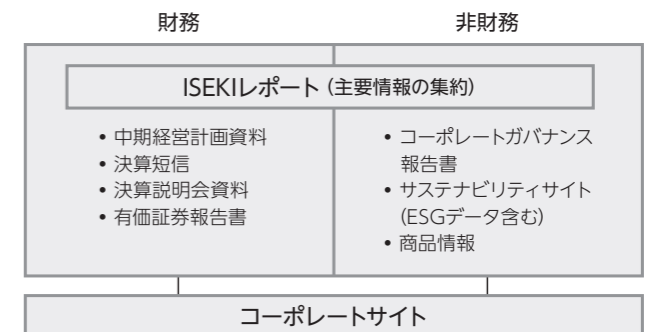 財務
非財務
ISEKIレポート（主要情報の集約）
• 中期経営計画資料
• 決算短信
• 決算説明会資料
• 有価証券報告書
• コーポレートガバナンス
報告書
• サステナビリティサイト
(ESGデータ含む)
• 商品情報
コーポレートサイト